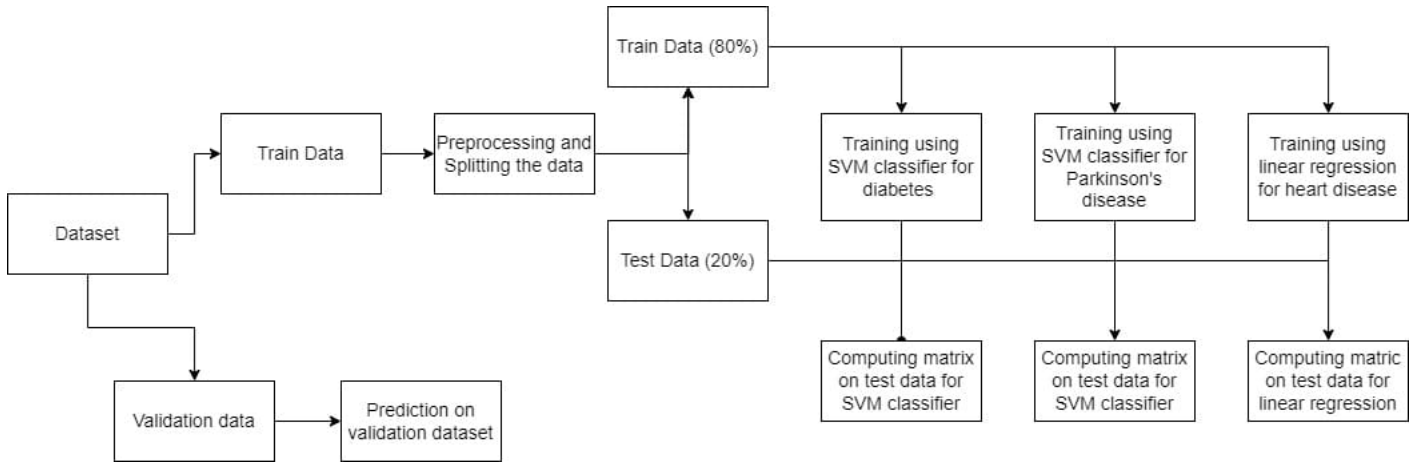 Train Data (80%)
Train Data
Preprocessing and
Splitting the data
Training using
SVM classifier for
diabetes
Training using
SVM classifier for
Parkinson's
disease
Training using
linear regression
for heart disease
Dataset
Test Data (20%)
Computing matrix
on test data for
SVM classifier
Computing matrix
on test data for
SVM classifier
Computing matric
on test data for
linear regression
Validation data
Prediction on
validation dataset